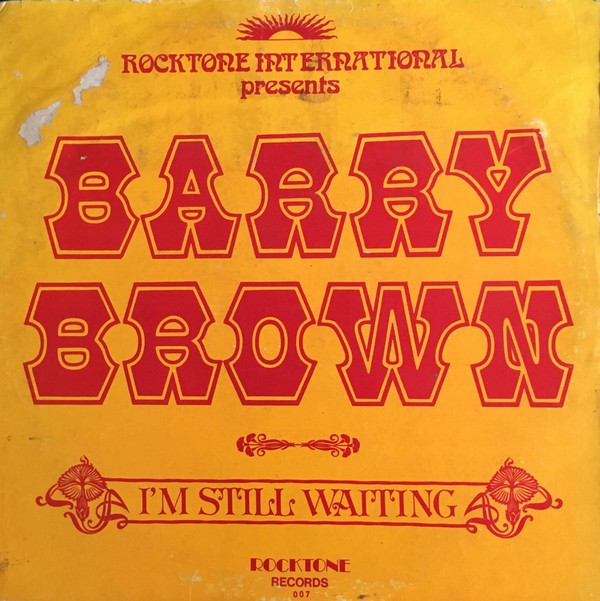 ROCKTONE INTERNATIONAL
presents
BARRY
BROWN
I'M STILL WAITING
ROCKTONE
RECORDS
007